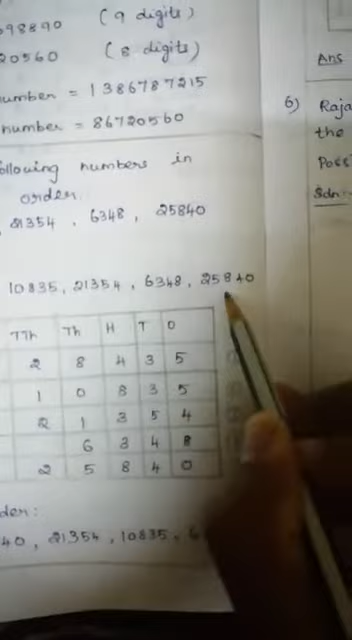 98890 (9 digits)
20560 (8 digits)
number = 1386787215
number = 86720560
following numbers in
order.
, 21354 , 6348, 25840
10835, 21354 , 6348, 25840
TTh Th H T O
2 8 4 3 5
1 0 8 3 5
2 1 3 5 4
6 3 4 8
2 5 8 4 0
40 , 21354 , 10835 , 6
Ans
6) Raja
the
Poss
Soln